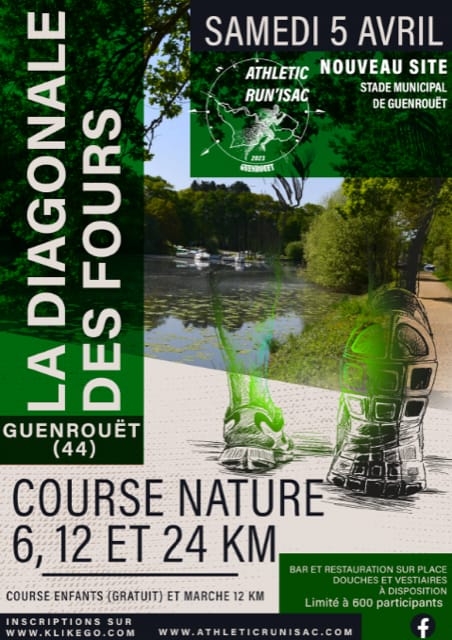 SAMEDI 5 AVRIL
NOUVEAU SITE
STADE MUNICIPAL
DE GUENROUËT
ATHLETIC
RUN'ISAC
2023
GUENROUET
LA DIAGONALE
DES FOURS
GUENROUËT
(44)
COURSE NATURE
6, 12 ET 24 KM
COURSE ENFANTS (GRATUIT) ET MARCHE 12 KM
BAR ET RESTAURATION SUR PLACE
DOUCHES ET VESTIAIRES
À DISPOSITION
Limité à 600 participants
INSCRIPTIONS SUR
WWW.KLIKEGO.COM
WWW.ATHLETICRUNISAC.COM